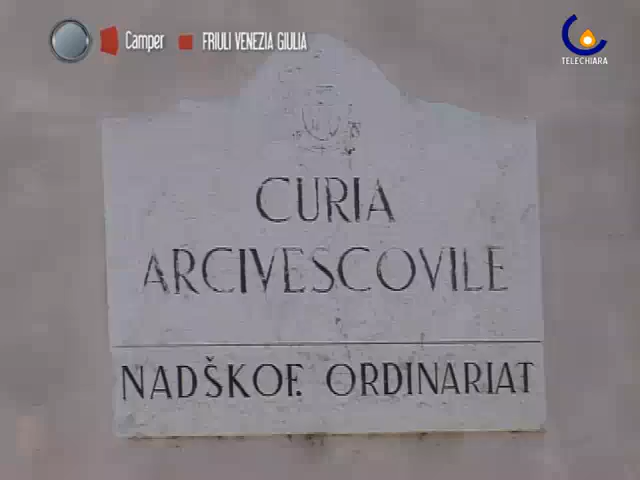 Camper FRIULI VENEZIA GIULIA
TELECHIARA
CURIA
ARCIVESCOVILE
NADŠKOF. ORDINARIAT